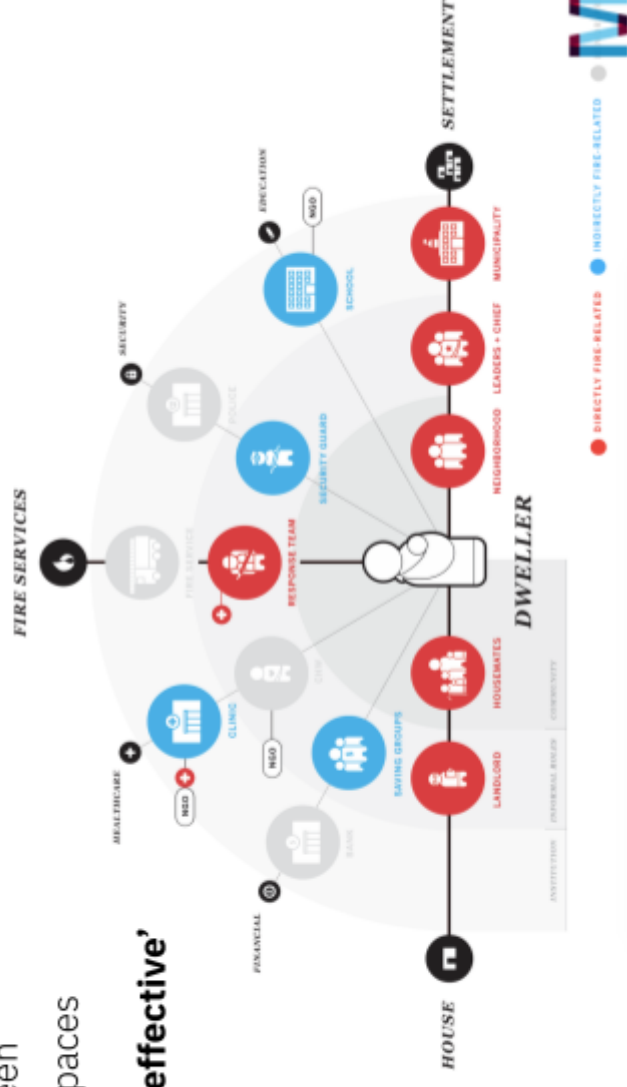 een
paces
effective’
FIRE SERVICES
HEALTHCARE
SECURITY
FINANCIAL
EDUCATION
FIRE SERVICE
POLICE
NGO
CLINIC
RESPONSE TEAM
NGO
CHW
SECURITY GUARD
NGO
SCHOOL
BANK
SAVING GROUPS
HOUSE
SETTLEMENT
LANDLORD
HOUSEMATES
DWELLER
NEIGHBORHOOD
LEADERS + CHIEF
MUNICIPALITY
INSTITUTION
INFORMAL ROLES
COMMUNITY
DIRECTLY FIRE-RELATED
INDIRECTLY FIRE-RELATED
M